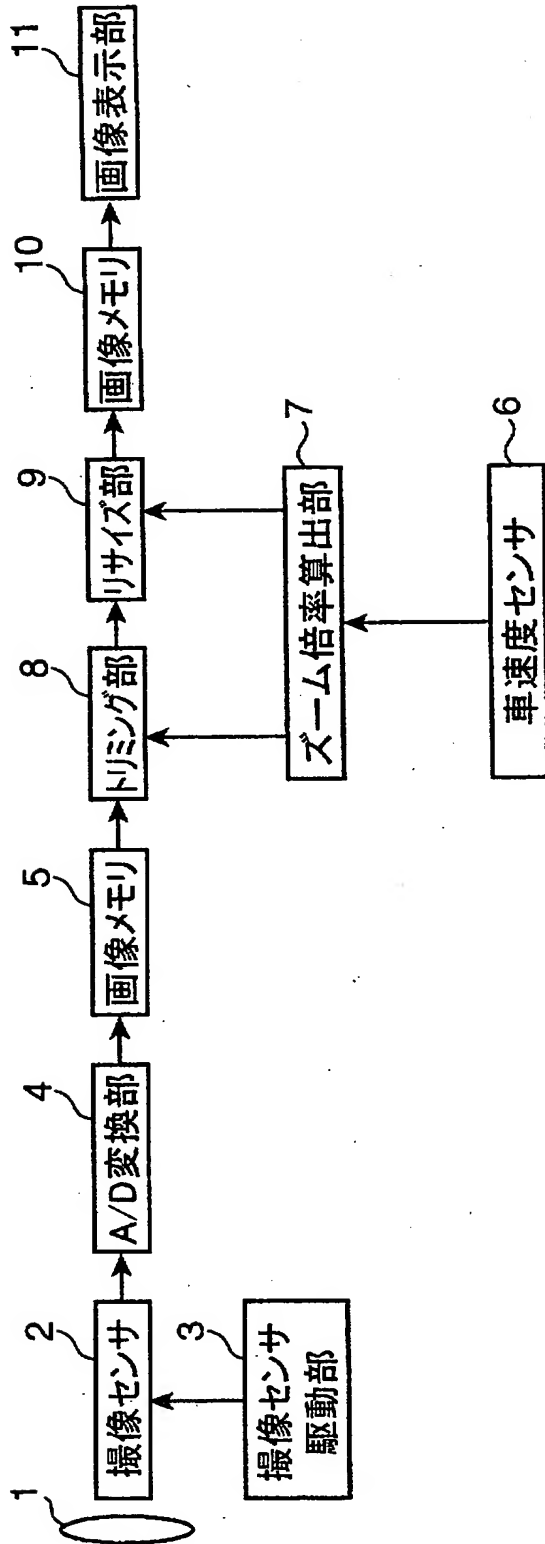 1
2
撮像センサ
3
撮像センサ
駆動部
4
A/D変換部
5
画像メモリ
8
トリミング部
9
リサイズ部
10
画像メモリ
11
画像表示部
7
ズーム倍率算出部
6
車速度センサ